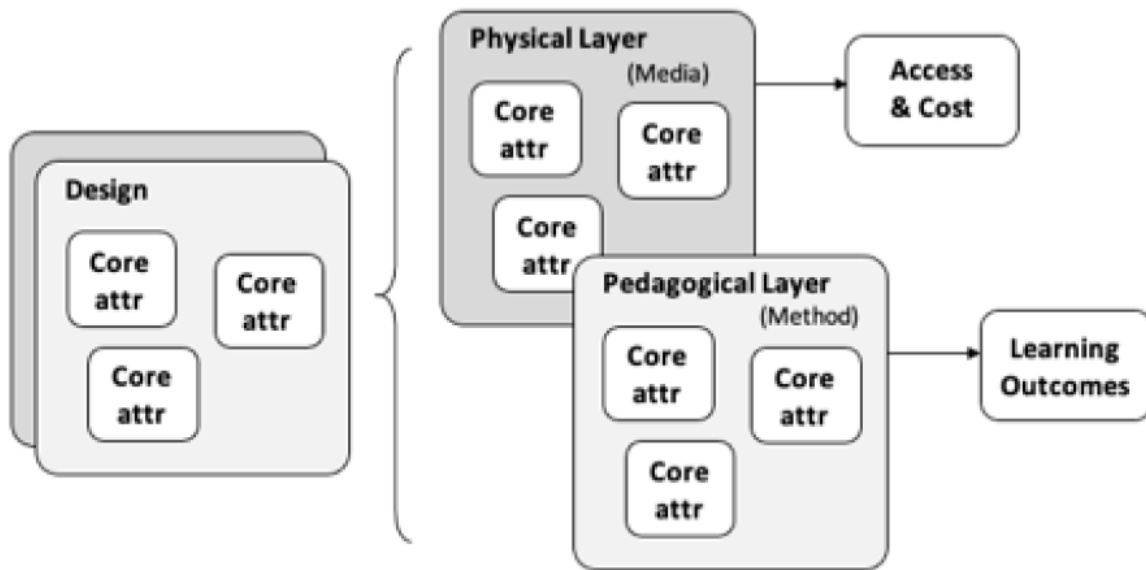 Design
Core
attr
Core
attr
Core
attr
Physical Layer
(Media)
Core
attr
Core
attr
Core
attr
Access
& Cost
Pedagogical Layer
(Method)
Core
attr
Core
attr
Core
attr
Learning
Outcomes